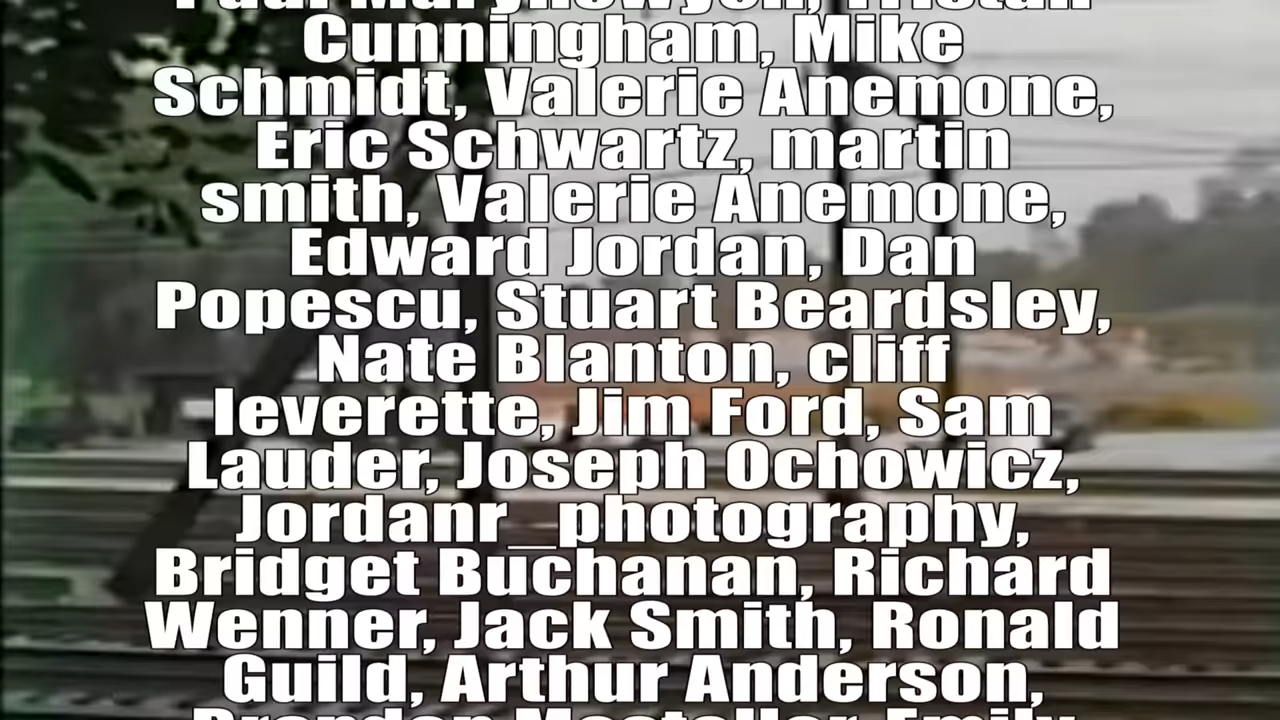 Cunningham, Mike
Schmidt, Valerie Anemone,
Eric Schwartz, martin
smith, Valerie Anemone,
Edward Jordan, Dan
Popescu, Stuart Beardsley,
Nate Blanton, cliff
leverette, Jim Ford, Sam
Lauder, Joseph Ochowicz,
Jordanr_photography,
Bridget Buchanan, Richard
Wenner, Jack Smith, Ronald
Guild, Arthur Anderson,